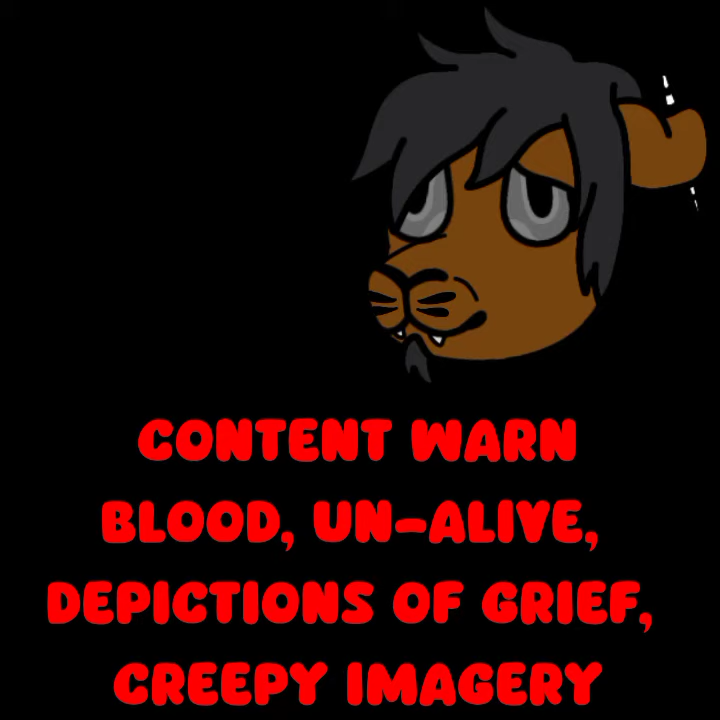 CONTENT WARN
BLOOD, UN-ALIVE,
DEPICTIONS OF GRIEF,
CREEPY IMAGERY